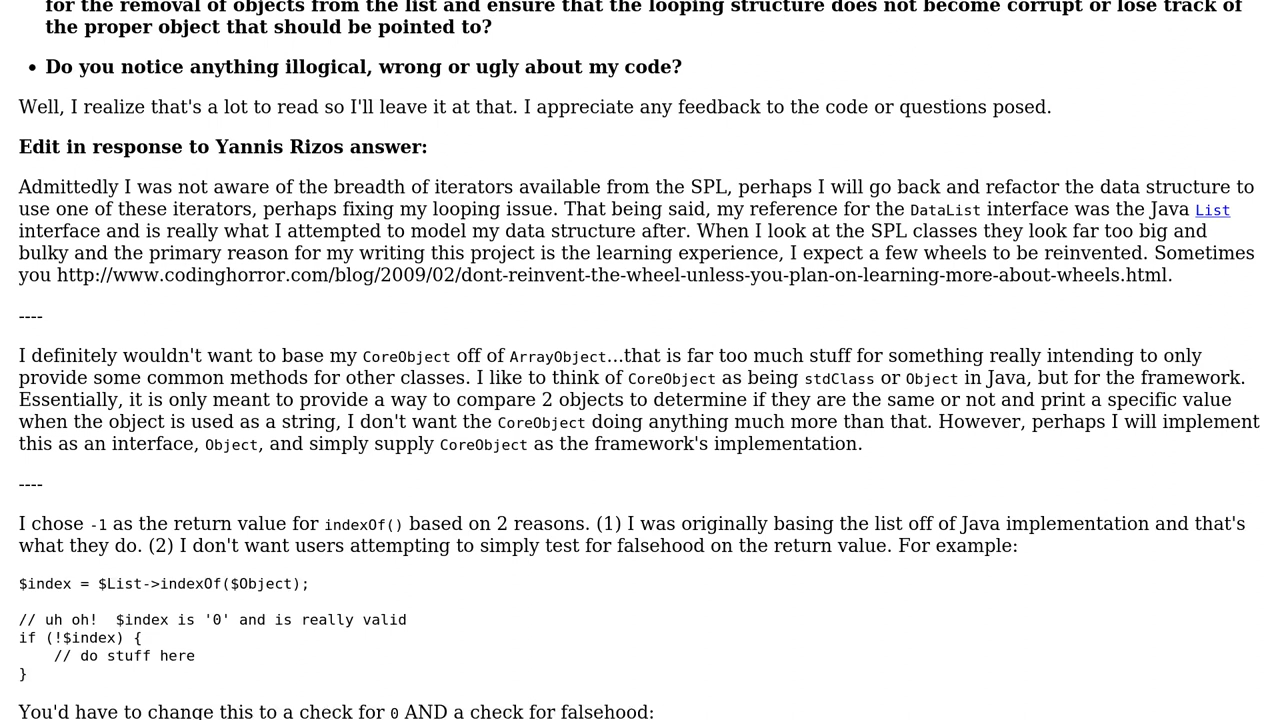 for the removal of objects from the list and ensure that the looping structure does not become corrupt or lose track of
the proper object that should be pointed to?
• Do you notice anything illogical, wrong or ugly about my code?
Well, I realize that's a lot to read so I'll leave it at that. I appreciate any feedback to the code or questions posed.
Edit in response to Yannis Rizos answer:
Admittedly I was not aware of the breadth of iterators available from the SPL, perhaps I will go back and refactor the data structure to
use one of these iterators, perhaps fixing my looping issue. That being said, my reference for the DataList interface was the Java List
interface and is really what I attempted to model my data structure after. When I look at the SPL classes they look far too big and
bulky and the primary reason for my writing this project is the learning experience, I expect a few wheels to be reinvented. Sometimes
you http://www.codinghorror.com/blog/2009/02/dont-reinvent-the-wheel-unless-you-plan-on-learning-more-about-wheels.html.
----
I definitely wouldn't want to base my CoreObject off of ArrayObject...that is far too much stuff for something really intending to only
provide some common methods for other classes. I like to think of CoreObject as being stdClass or Object in Java, but for the framework.
Essentially, it is only meant to provide a way to compare 2 objects to determine if they are the same or not and print a specific value
when the object is used as a string, I don't want the CoreObject doing anything much more than that. However, perhaps I will implement
this as an interface, Object, and simply supply CoreObject as the framework's implementation.
----
I chose -1 as the return value for indexOf() based on 2 reasons. (1) I was originally basing the list off of Java implementation and that's
what they do. (2) I don't want users attempting to simply test for falsehood on the return value. For example:
$index = $List->indexOf($Object);
// uh oh!  $index is '0' and is really valid
if (!$index) {
    // do stuff here
}
You'd have to change this to a check for 0 AND a check for falsehood: